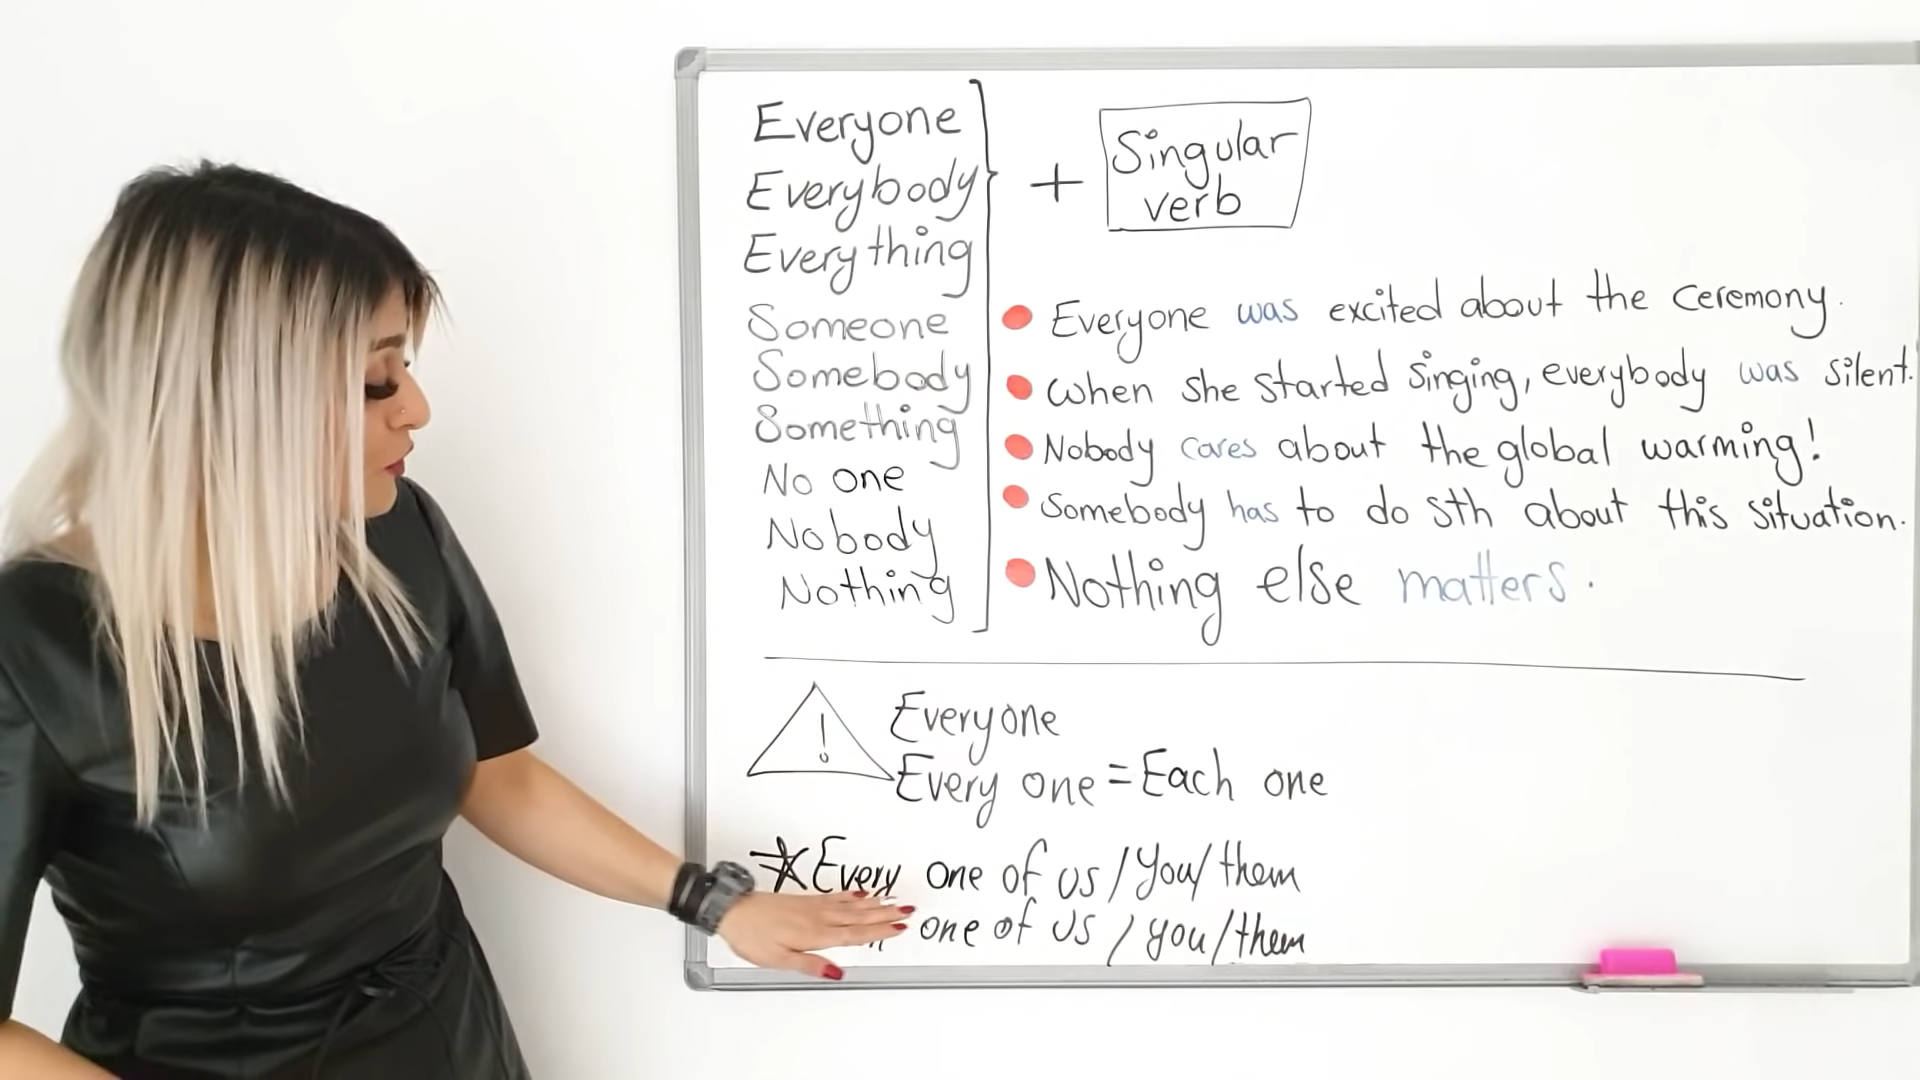 Everyone
Everybody
Everything
Someone
Somebody
Something
No one
Nobody
Nothing
+ Singular
verb
Everyone was excited about the ceremony.
When she started singing, everybody was silent.
Nobody cares about the global warming!
Somebody has to do sth about this situation.
Nothing else matters.
! Everyone
Every one = Each one
*Every one of us / you / them
one of us / you / them